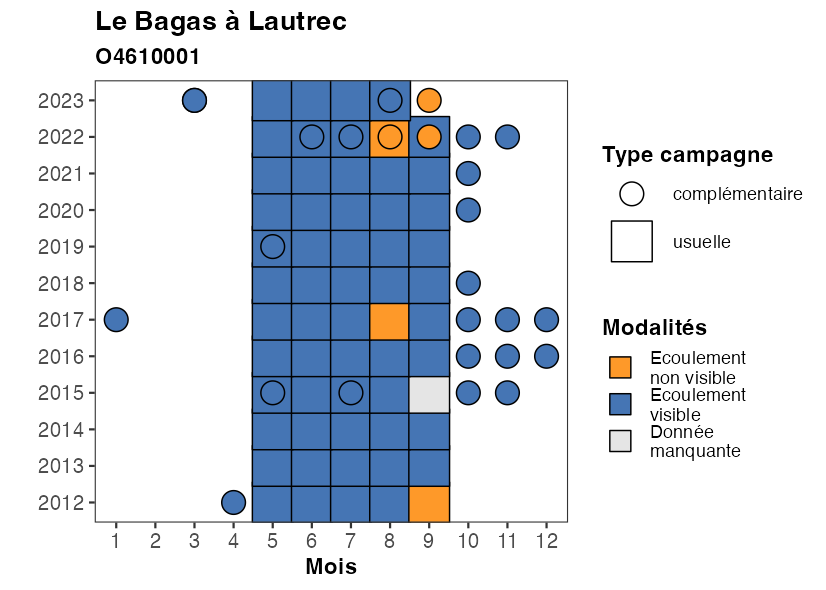 Le Bagas à Lautrec
O4610001
2023
2022
2021
2020
2019
2018
2017
2016
2015
2014
2013
2012
1 2 3 4 5 6 7 8 9 10 11 12
Mois
Type campagne
complémentaire
usuelle
Modalités
Ecoulement
non visible
Ecoulement
visible
Donnée
manquante